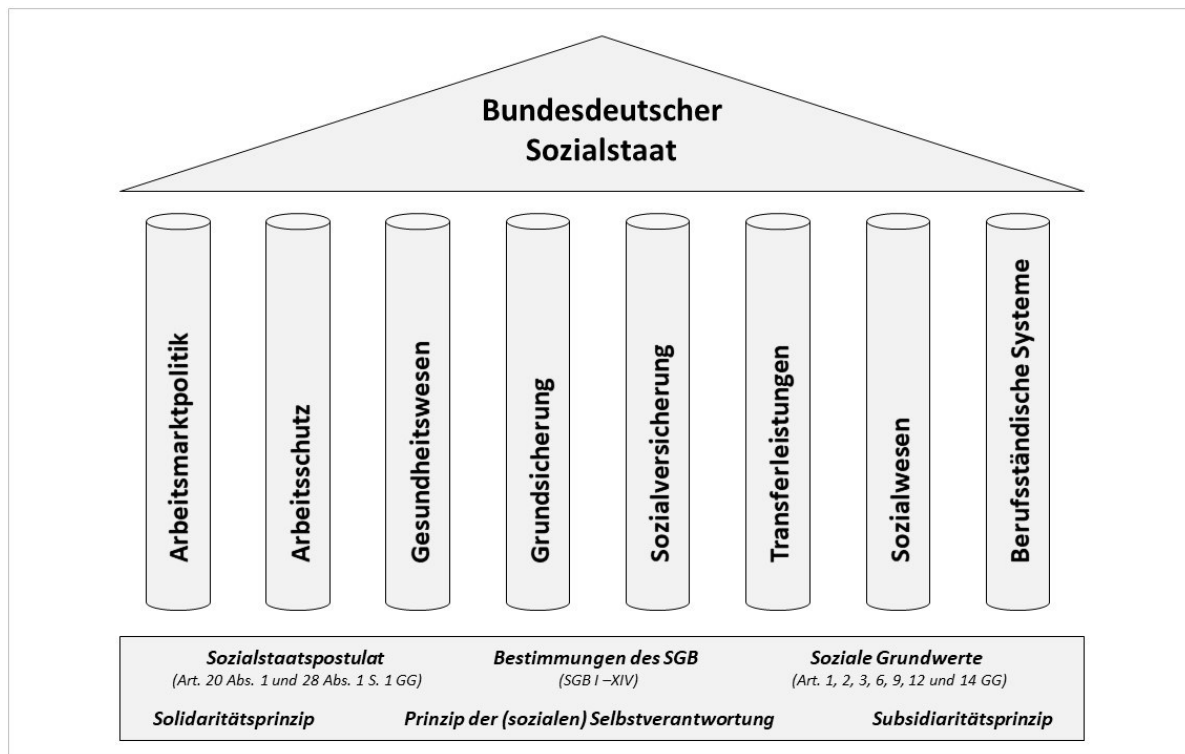 Bundesdeutscher
Sozialstaat
Arbeitsmarktpolitik
Arbeitsschutz
Gesundheitswesen
Grundsicherung
Sozialversicherung
Transferleistungen
Sozialwesen
Berufsständische Systeme
Sozialstaatspostulat Bestimmungen des SGB Soziale Grundwerte
(Art. 20 Abs. 1 und 28 Abs. 1 S. 1 GG) (SGB I –XIV) (Art. 1, 2, 3, 6, 9, 12 und 14 GG)
Solidaritätsprinzip Prinzip der (sozialen) Selbstverantwortung Subsidiaritätsprinzip